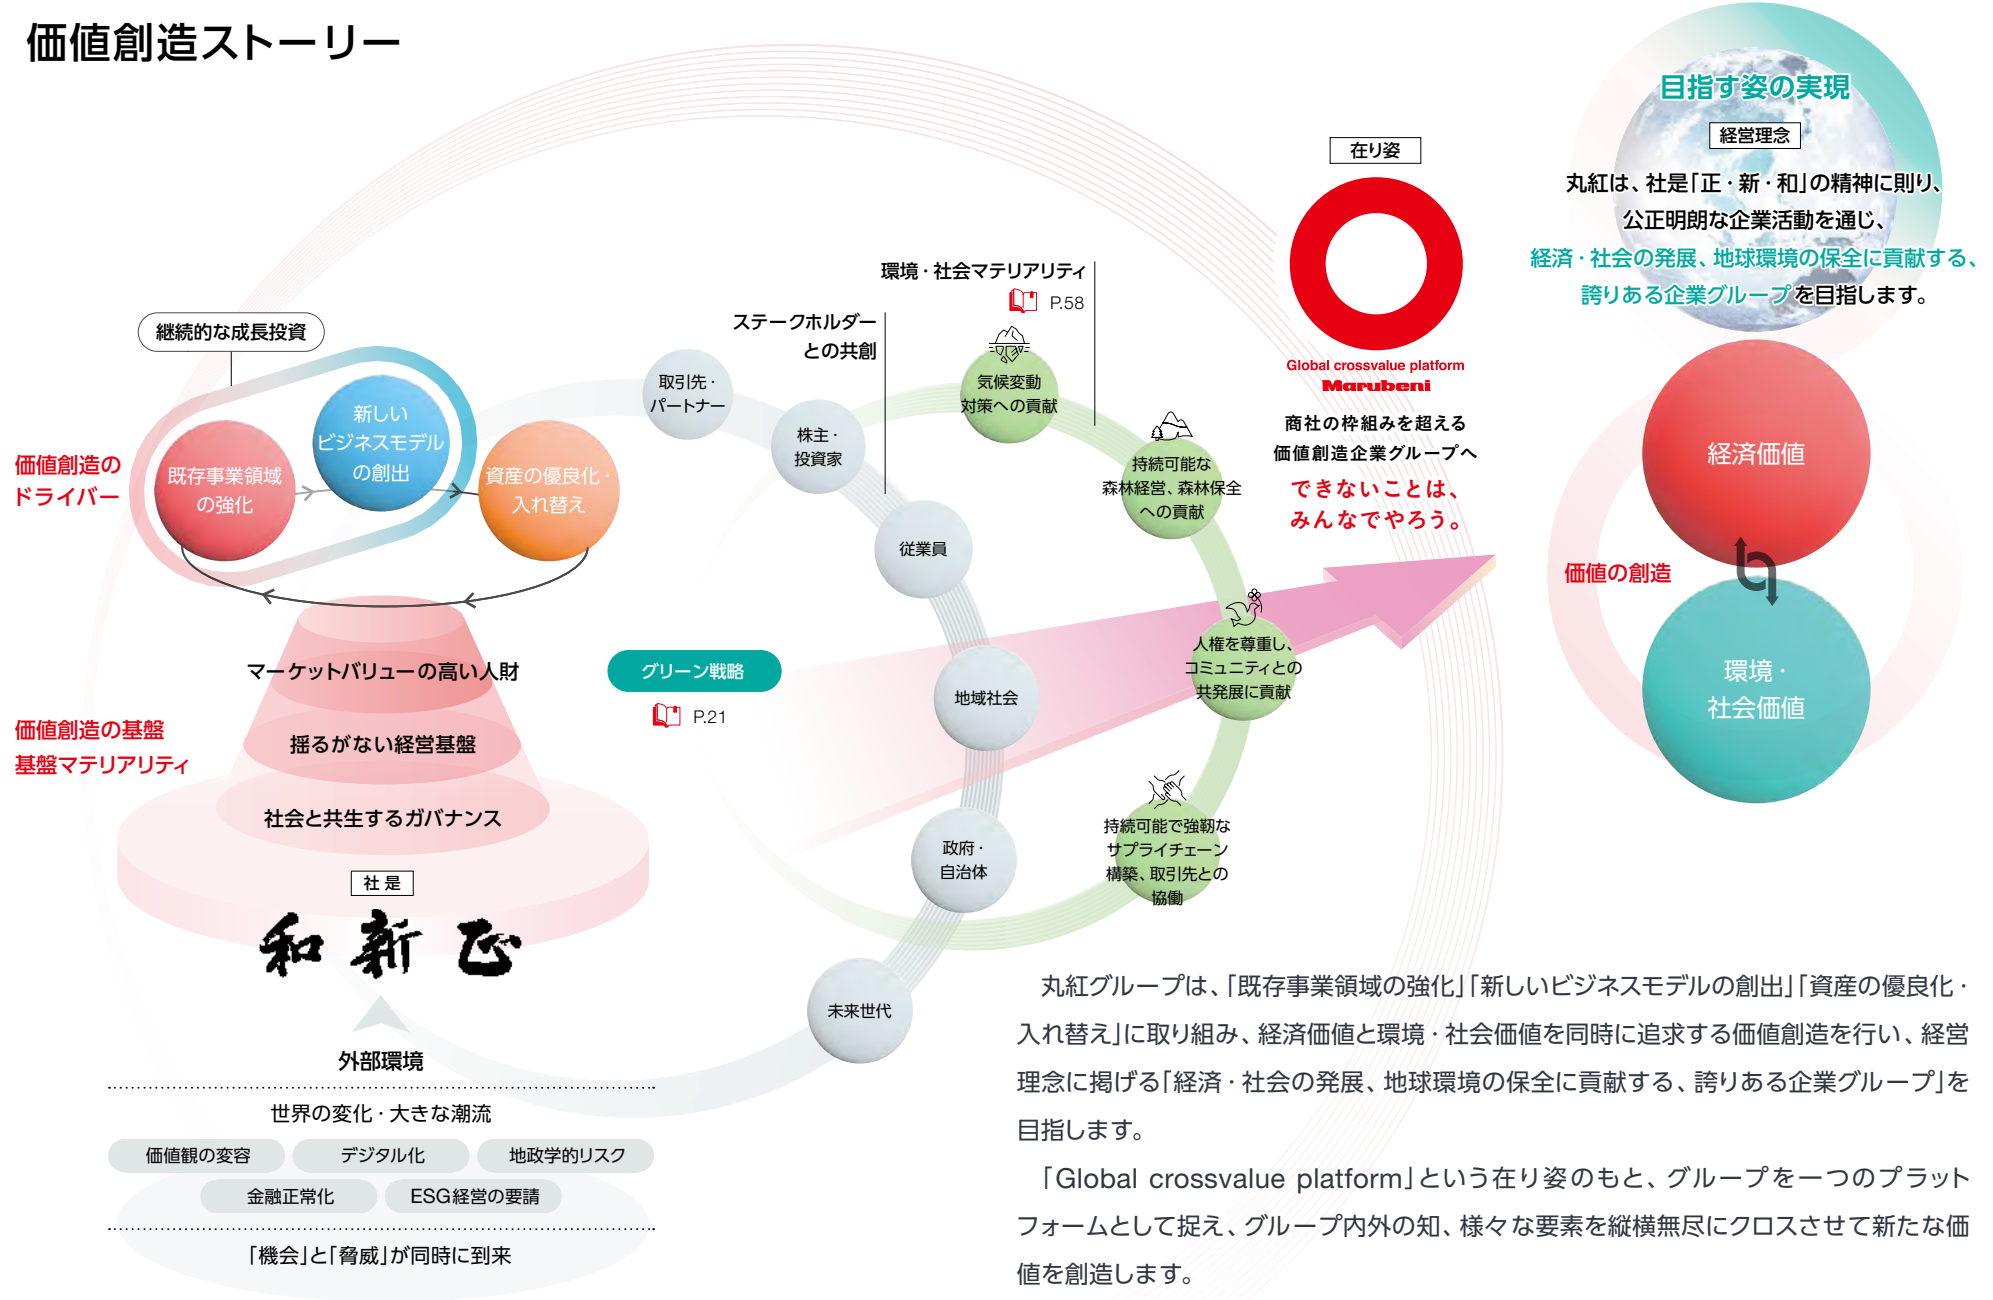 価値創造ストーリー
継続的な成長投資
価値創造の
ドライバー
既存事業領域
の強化
新しい
ビジネスモデル
の創出
資産の優良化・
入れ替え
価値創造の基盤
基盤マテリアリティ
マーケットバリューの高い人財
揺るがない経営基盤
社会と共生するガバナンス
社是
和 新 正
外部環境
世界の変化・大きな潮流
価値観の変容
デジタル化
地政学的リスク
金融正常化
ESG経営の要請
「機会」と「脅威」が同時に到来
グリーン戦略
P.21
ステークホルダー
との共創
取引先・
パートナー
株主・
投資家
従業員
地域社会
政府・
自治体
未来世代
環境・社会マテリアリティ
P.58
気候変動
対策への貢献
持続可能な
森林経営、森林保全
への貢献
人権を尊重し、
コミュニティとの
共発展に貢献
持続可能で強靭な
サプライチェーン
構築、取引先との
協働
在り姿
Global crossvalue platform
Marubeni
商社の枠組みを超える
価値創造企業グループへ
できないことは、
みんなでやろう。
目指す姿の実現
経営理念
丸紅は、社是「正・新・和」の精神に則り、
公正明朗な企業活動を通じ、
経済・社会の発展、地球環境の保全に貢献する、
誇りある企業グループを目指します。
経済価値
価値の創造
環境・
社会価値
丸紅グループは、「既存事業領域の強化」「新しいビジネスモデルの創出」「資産の優良化・
入れ替え」に取り組み、経済価値と環境・社会価値を同時に追求する価値創造を行い、経営
理念に掲げる「経済・社会の発展、地球環境の保全に貢献する、誇りある企業グループ」を
目指します。
「Global crossvalue platform」という在り姿のもと、グループを一つのプラット
フォームとして捉え、グループ内外の知、様々な要素を縦横無尽にクロスさせて新たな価
値を創造します。